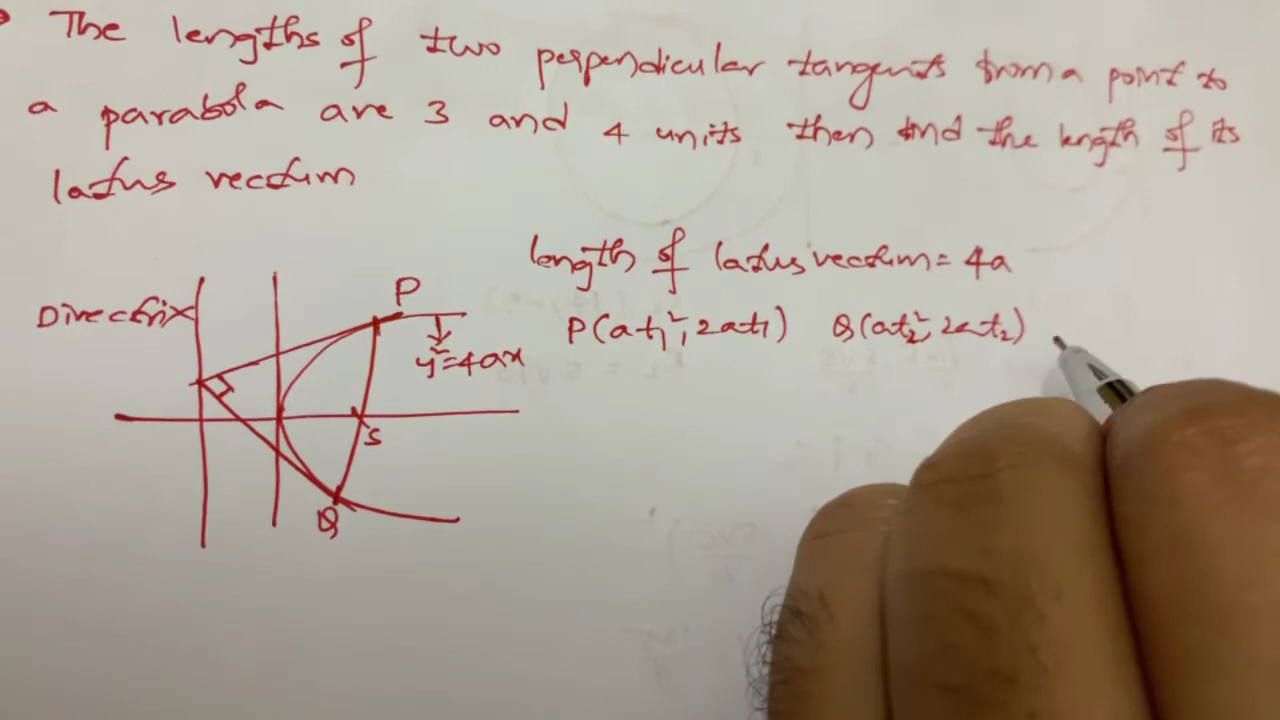 The lengths of two perpendicular tangents from a point to
a parabola are 3 and 4 units then find the length of its
latus rectum
length of latus rectum = 4a
P(at₁², 2at₁) Q(at₂², 2at₂)
Directrix
P
y²=4ax
S
Q